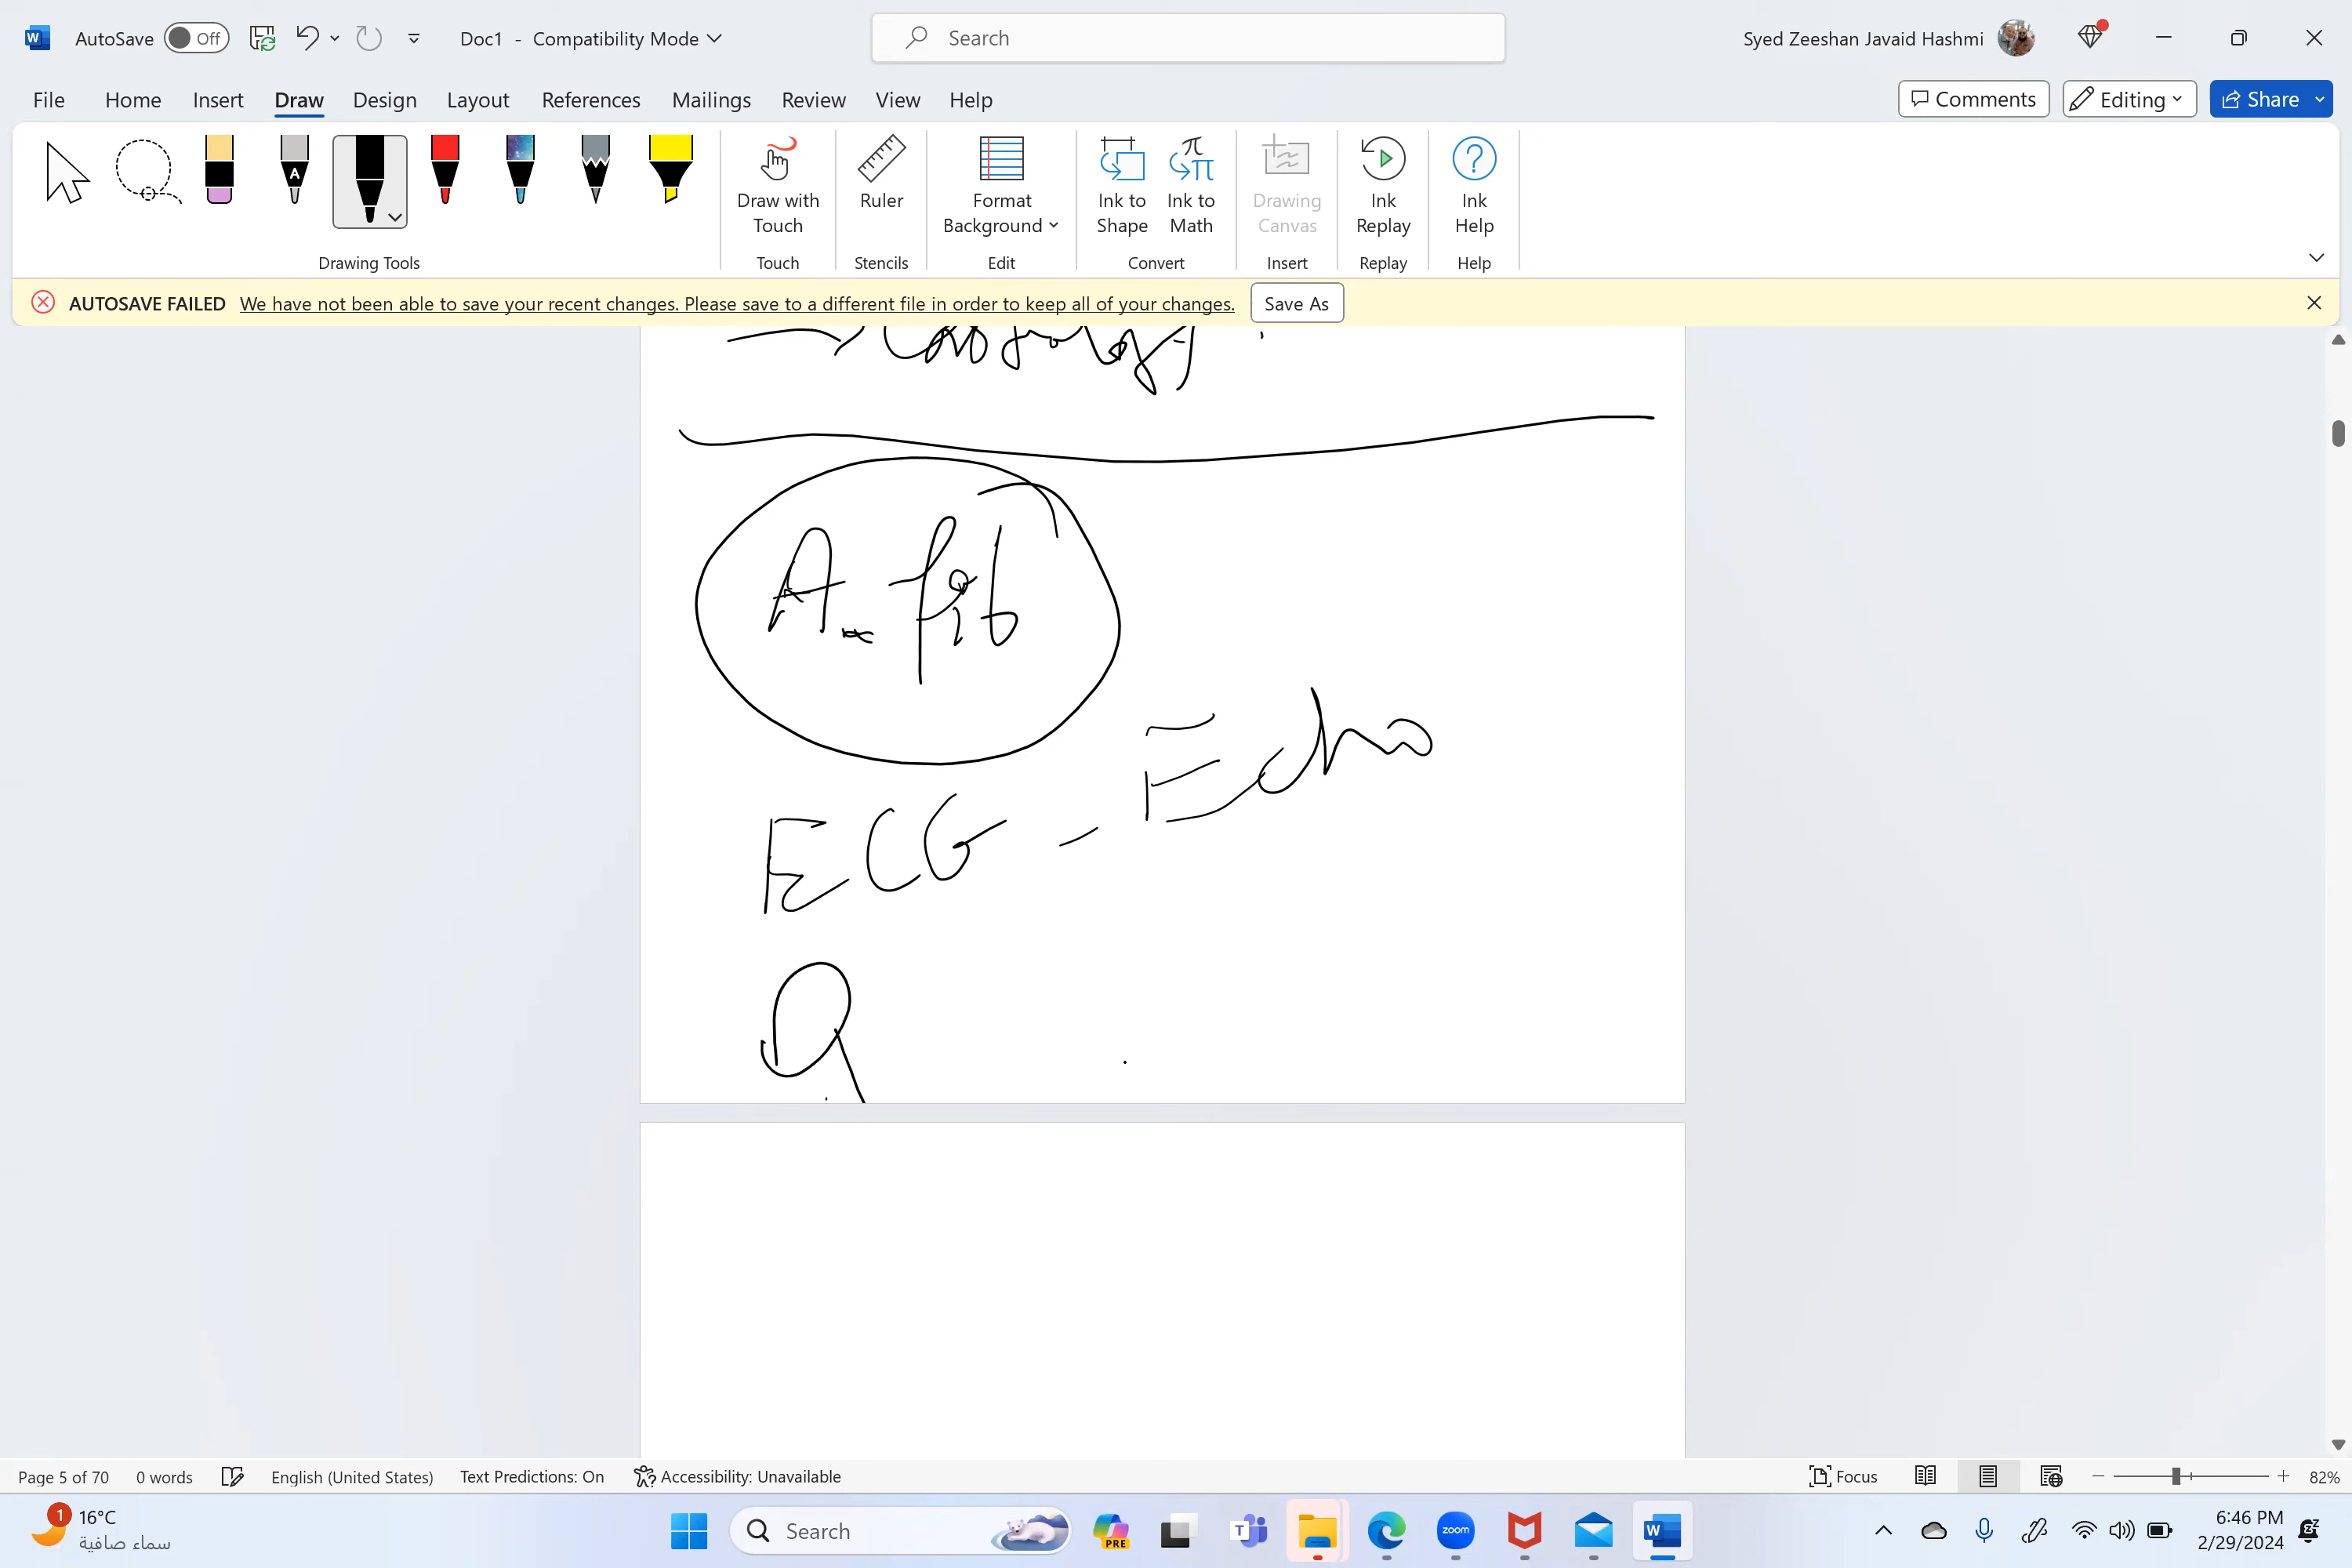 AutoSave Off Doc1 - Compatibility Mode Search Syed Zeeshan Javaid Hashmi
File Home Insert Draw Design Layout References Mailings Review View Help Comments Editing Share
A
Draw with Touch Ruler Format Background Ink to Shape Ink to Math Drawing Canvas Ink Replay Ink Help
Drawing Tools Touch Stencils Edit Convert Insert Replay Help
AUTOSAVE FAILED We have not been able to save your recent changes. Please save to a different file in order to keep all of your changes. Save As
A- fib
ECG - Echo
Q
Page 5 of 70 0 words English (United States) Text Predictions: On Accessibility: Unavailable Focus 82%
1 16°C Search PRE zoom 6:46 PM
سماء صافية 2/29/2024